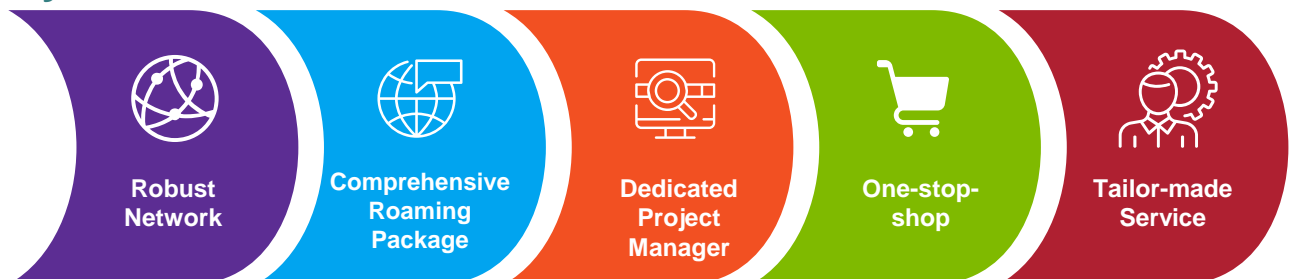 Robust
Network
Comprehensive
Roaming
Package
Dedicated
Project
Manager
One-stop-
shop
Tailor-made
Service